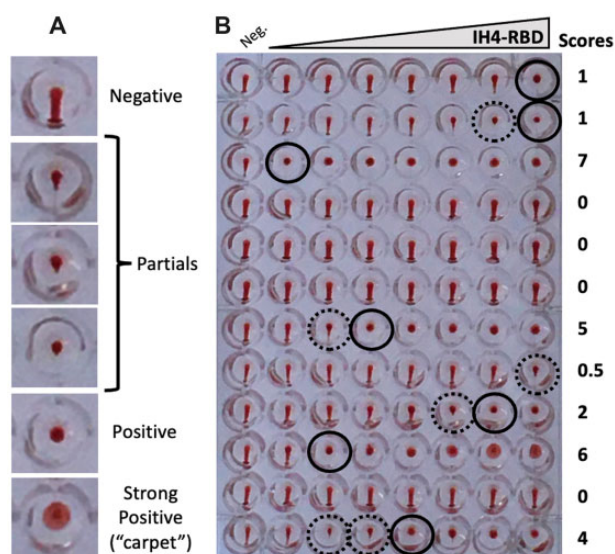 A
Negative
Partials
Positive
Strong
Positive
(“carpet”)
B
Neg.
IH4-RBD
Scores
1
1
7
0
0
0
5
0.5
2
6
0
4